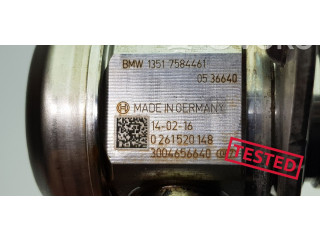 BMW 1351 7584461
05 36640
MADE IN GERMANY
14-02-16
0 261 520 148
3004656640
TESTED